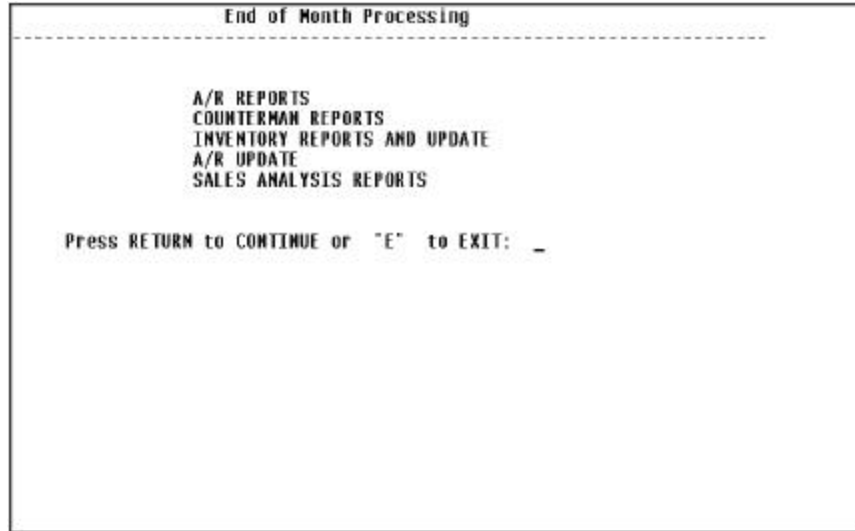 End of Month Processing
A/R REPORTS
COUNTERMAN REPORTS
INVENTORY REPORTS AND UPDATE
A/R UPDATE
SALES ANALYSIS REPORTS
Press RETURN to CONTINUE or "E" to EXIT: _